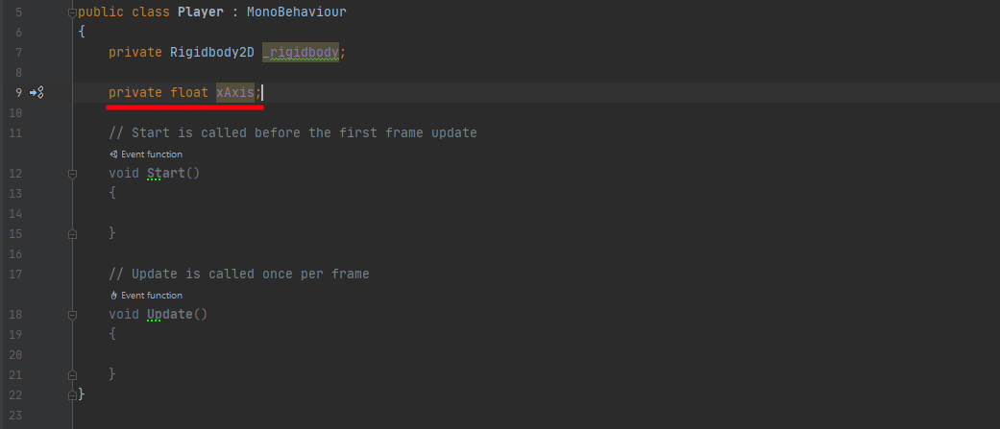 5 public class Player : MonoBehaviour
6 {
7 private Rigidbody2D _rigidbody;
8
9 private float xAxis;
10
11 // Start is called before the first frame update
Event function
12 void Start()
13 {
14
15 }
16
17 // Update is called once per frame
Event function
18 void Update()
19 {
20
21 }
22 }
23